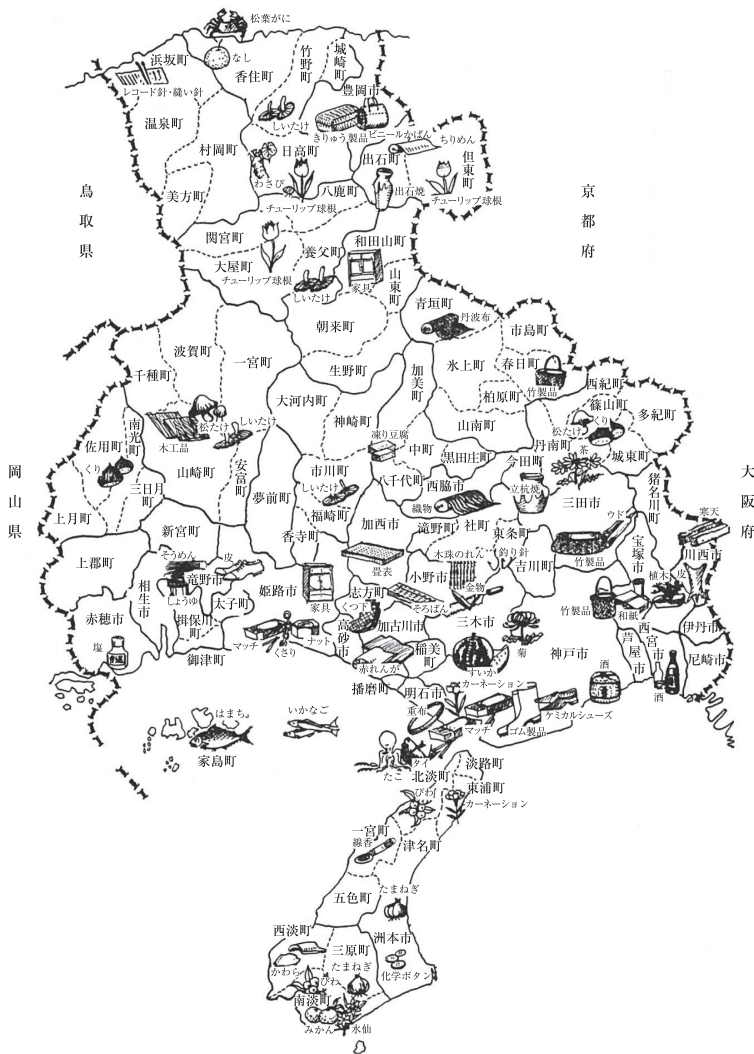 松葉がに
浜坂町
なし
香住町
竹野町
城崎町
豊岡市
レコード針・縫い針
しいたけ
きりゅう製品
ビニールかばん
温泉町
村岡町
日高町
出石町
ちりめん
但東町
わさび
美方町
八鹿町
出石焼
チューリップ球根
チューリップ球根
鳥取県
京都府
関宮町
養父町
和田山町
大屋町
チューリップ球根
しいたけ
家具
山東町
朝来町
青垣町
丹波布
市島町
波賀町
一宮町
千種町
生野町
加美町
氷上町
春日町
竹製品
柏原町
西紀町
大河内町
神崎町
山南町
篠山町
多紀町
松たけ
しいたけ
木工品
松たけ
くり
丹南町
城東町
茶
南光町
佐用町
くり
山崎町
安富町
凍り豆腐
中町
黒田庄町
今田町
立杭焼
三田市
猪名川町
岡山県
大阪府
上月町
三日月町
夢前町
市川町
しいたけ
福崎町
八千代町
西脇市
織物
滝野町
社町
東条町
ウド
寒天
川西市
新宮町
香寺町
加西市
畳表
木珠のれん
釣り針
吉川町
竹製品
宝塚市
上郡町
そうめん
皮
竜野市
相生市
しょうゆ
太子町
揖保川町
姫路市
家具
志方町
くつ下
小野市
そろばん
金物
三木市
竹製品
和紙
植木
皮
伊丹市
赤穂市
塩
御津町
マッチ
くさり
ナット
高砂市
加古川市
赤れんが
稲美町
すいか
菊
神戸市
西宮市
芦屋市
尼崎市
酒
酒
播磨町
明石市
カーネーション
重布
マッチ
ゴム製品
ケミカルシューズ
はまち
家島町
いかなご
たこ
タイ
北淡町
淡路町
東浦町
びわ
カーネーション
一宮町
線香
津名町
五色町
たまねぎ
西淡町
三原町
洲本市
かわら
たまねぎ
びわ
化学ボタン
南淡町
みかん
水仙